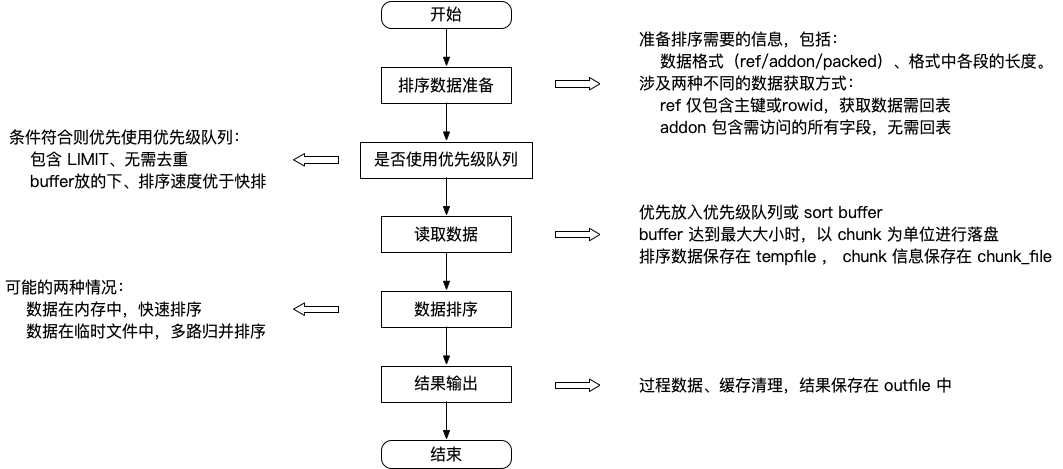 开始
排序数据准备
准备排序需要的信息，包括：
数据格式（ref/addon/packed）、格式中各段的长度。
涉及两种不同的数据获取方式：
ref 仅包含主键或rowid，获取数据需回表
addon 包含需访问的所有字段，无需回表
条件符合则优先使用优先级队列：
包含 LIMIT、无需去重
buffer放的下、排序速度优于快排
是否使用优先级队列
读取数据
优先放入优先级队列或 sort buffer
buffer 达到最大大小时，以 chunk 为单位进行落盘
排序数据保存在 tempfile ， chunk 信息保存在 chunk_file
可能的两种情况：
数据在内存中，快速排序
数据在临时文件中，多路归并排序
数据排序
结果输出
过程数据、缓存清理，结果保存在 outfile 中
结束